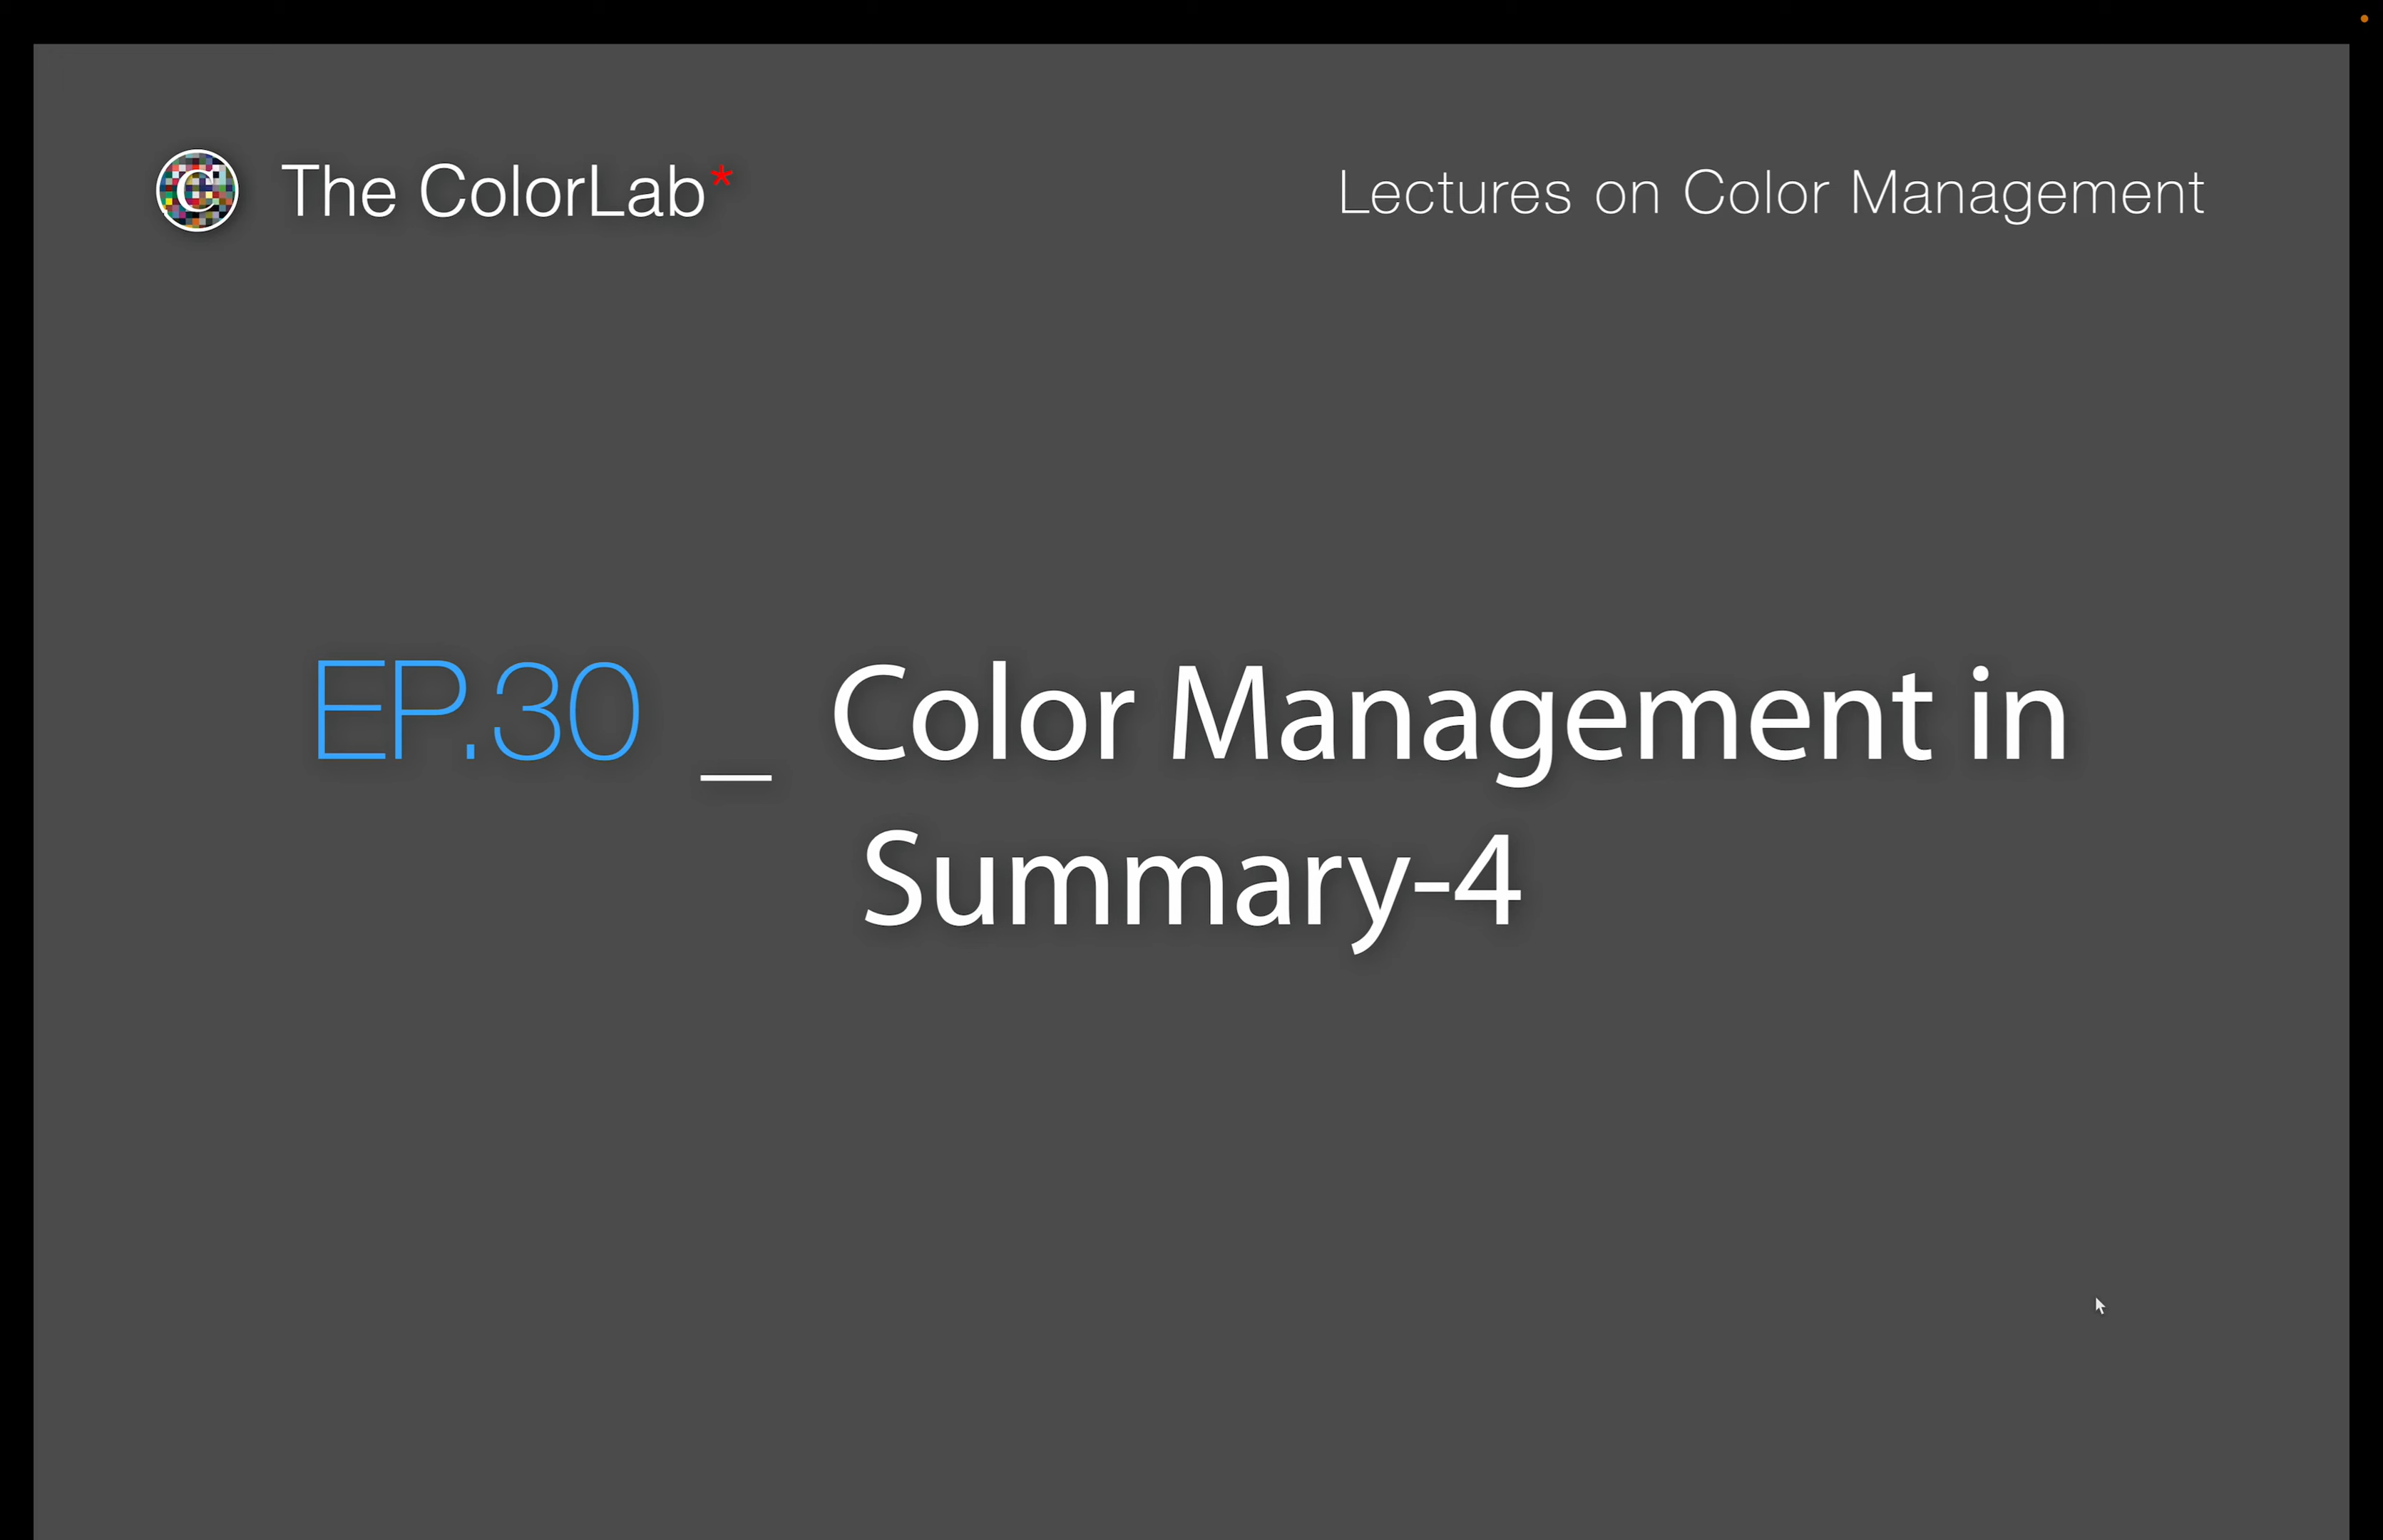 The ColorLab*
Lectures on Color Management
EP.30 _ Color Management in
Summary-4